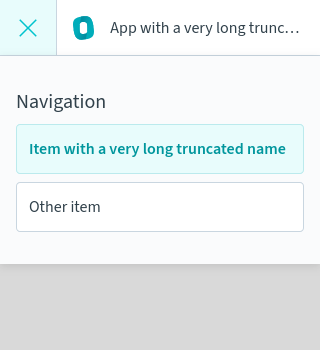 App with a very long trunc…
Navigation
Item with a very long truncated name
Other item